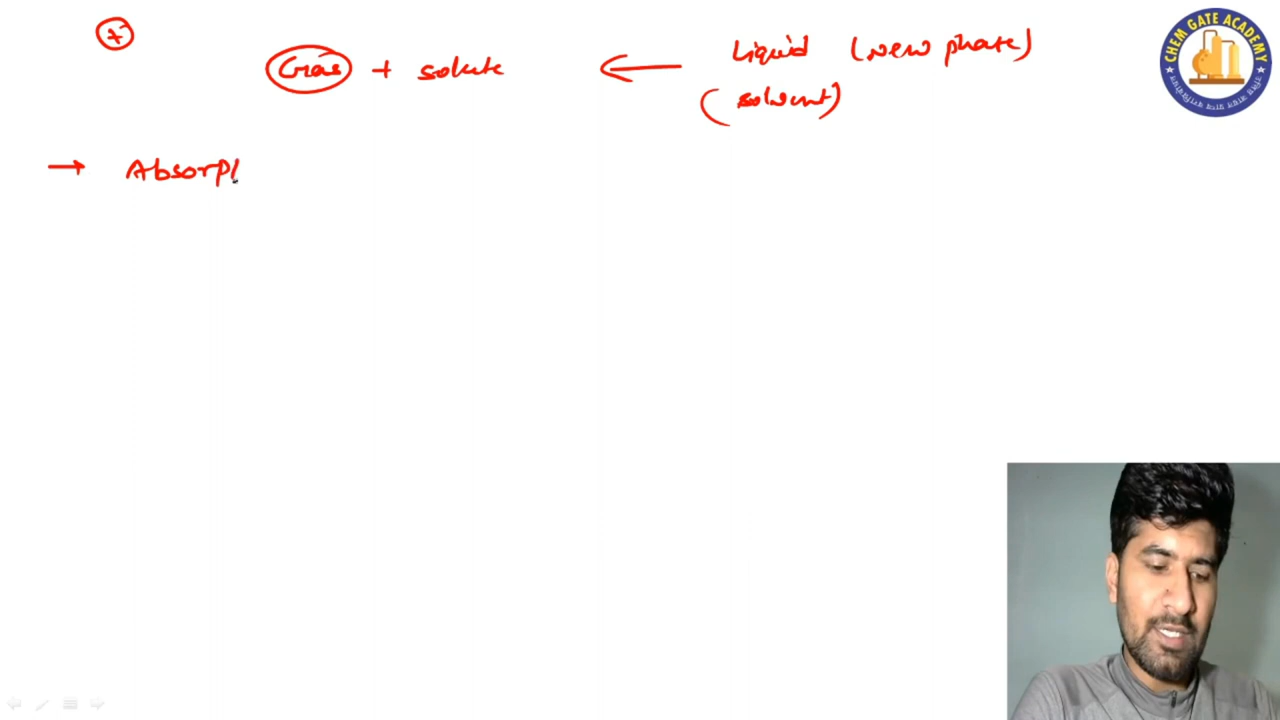 Gas + solute ← Liquid (new phase)
(solvent)
→ Absorpt
CHEM GATE ACADEMY